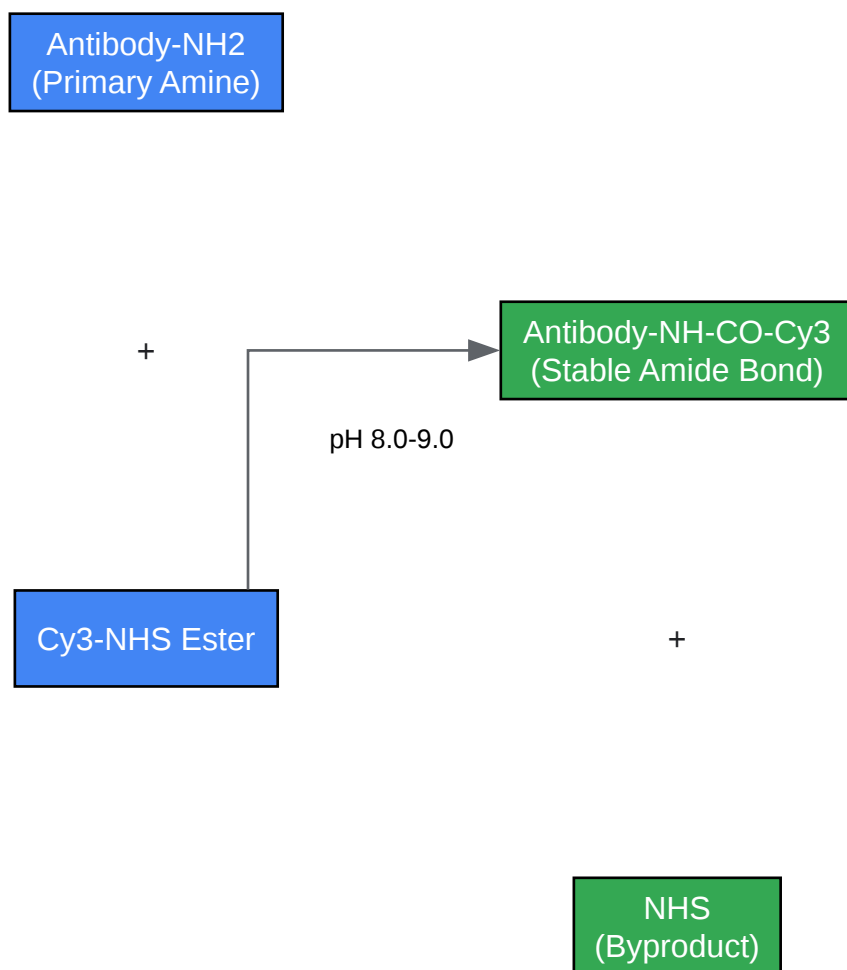 Antibody-NH2
(Primary Amine)
+
Antibody-NH-CO-Cy3
(Stable Amide Bond)
pH 8.0-9.0
Cy3-NHS Ester
+
NHS
(Byproduct)